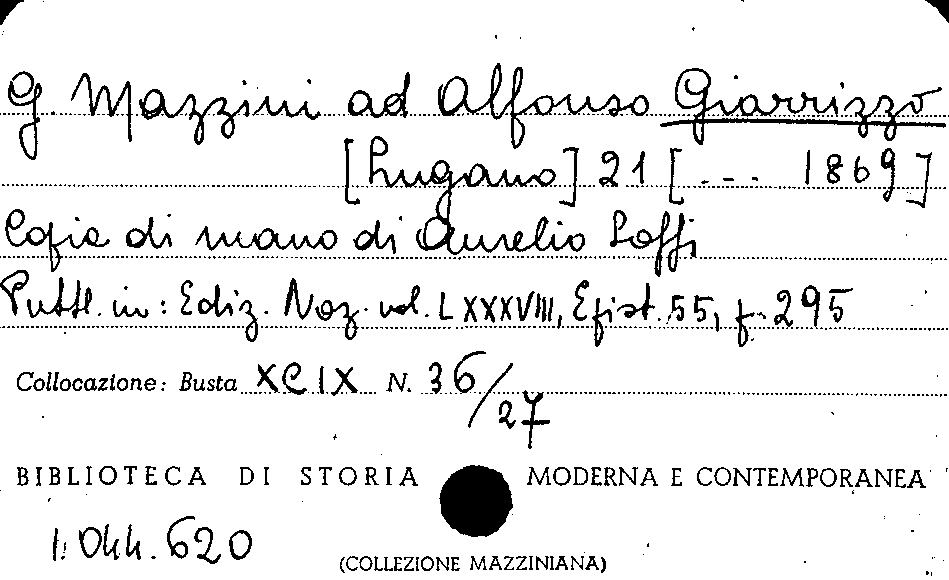 G. Mazzini ad Alfonso Giarrizzo
[Lugano] 21 [... 1869]
Copia di mano di Aurelio Saffi
Pubbl. in: Ediz. Naz. vol. LXXXVIII, Epist. 55, p. 295
Collocazione: Busta XCIX N. 36/27
BIBLIOTECA DI STORIA MODERNA E CONTEMPORANEA
1.044.620
(COLLEZIONE MAZZINIANA)